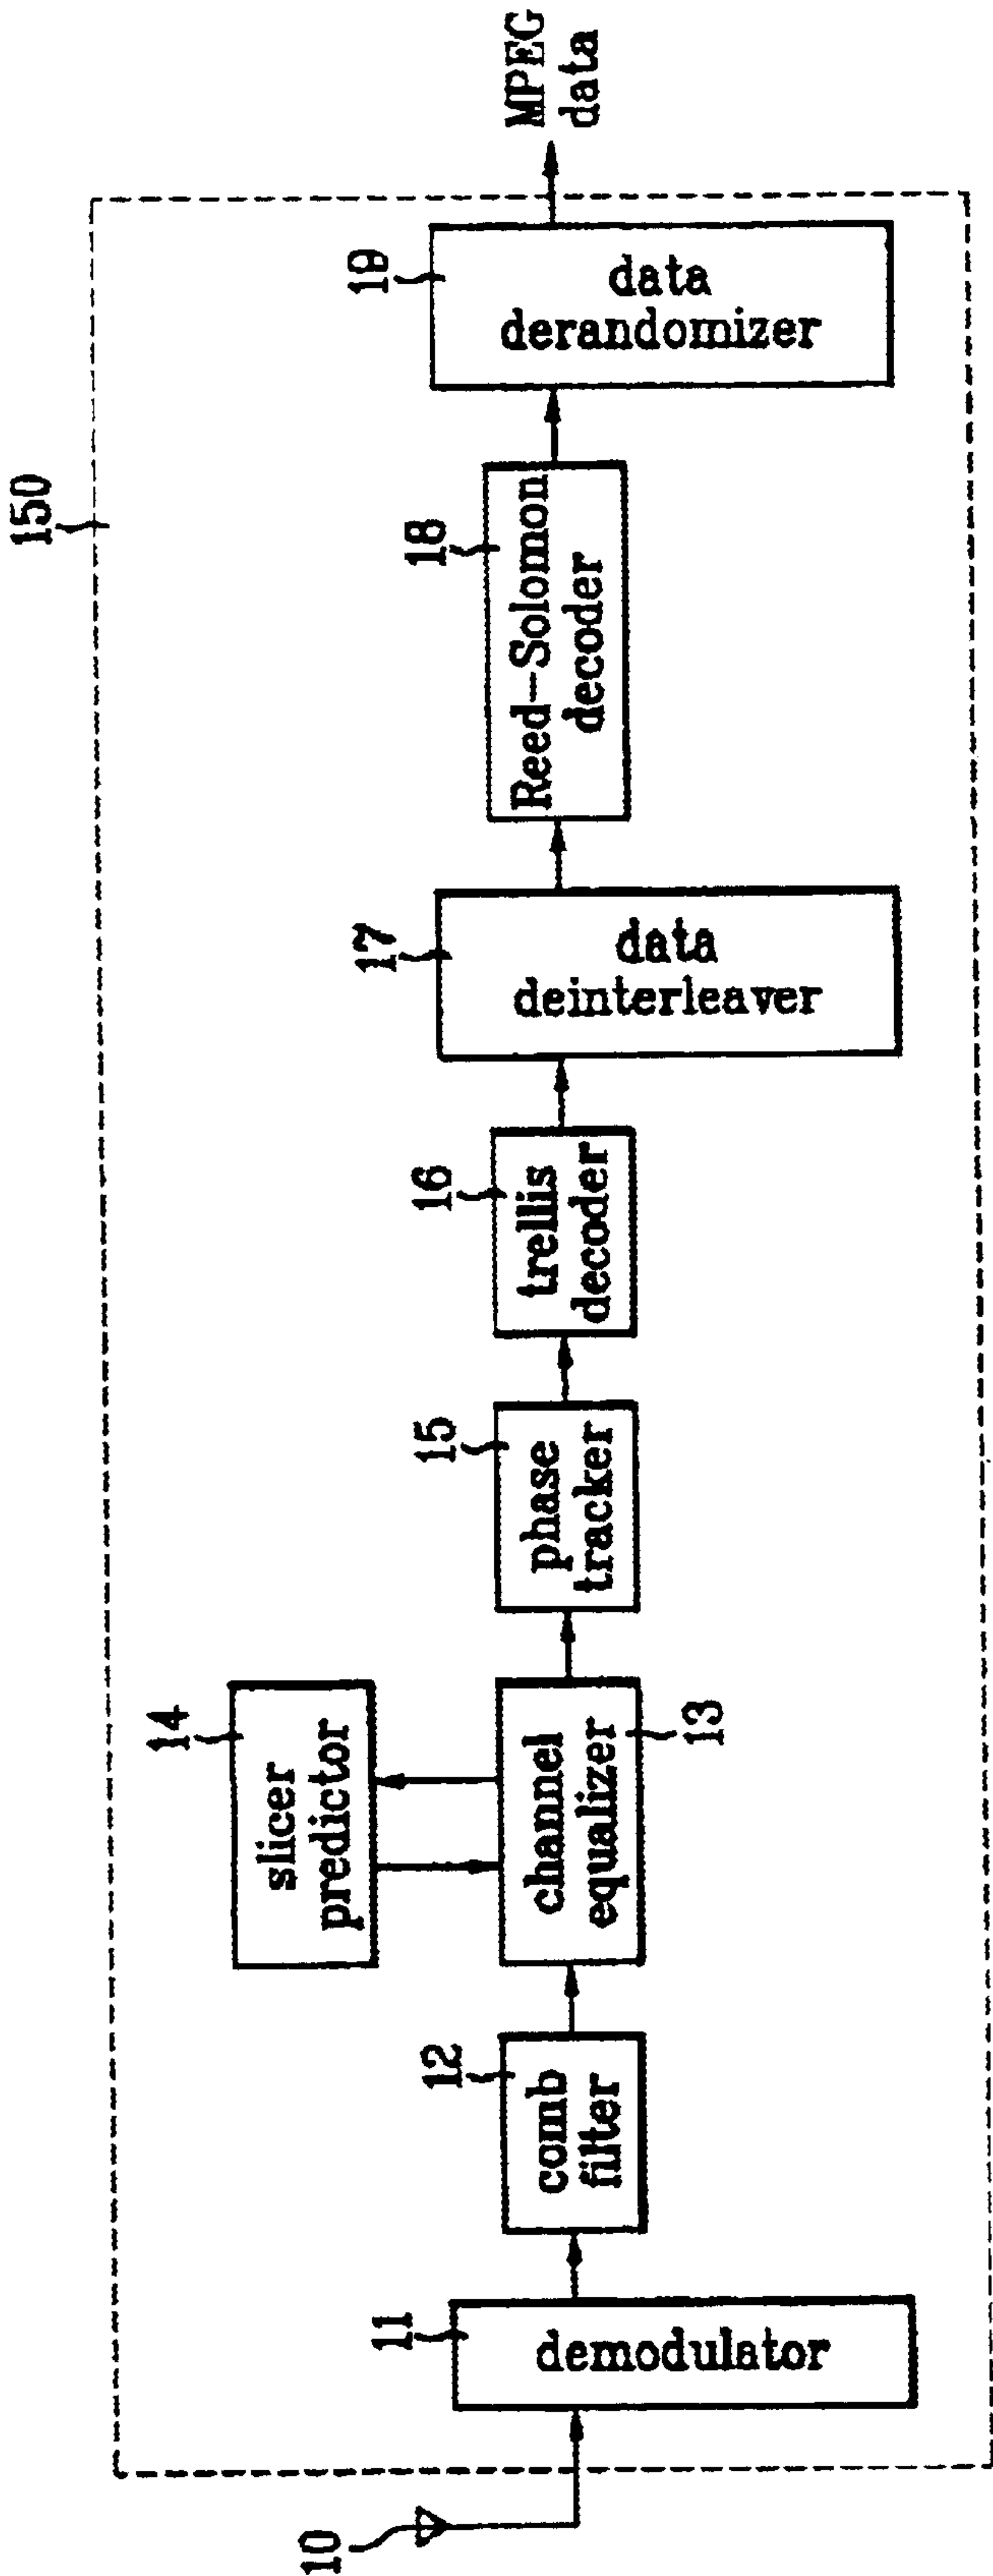 150
10
11
demodulator
12
comb
filter
14
slicer
predictor
channel
equalizer
13
15
phase
tracker
16
trellis
decoder
17
data
deinterleaver
18
Reed-Solomon
decoder
19
data
derandomizer
MPEG
data